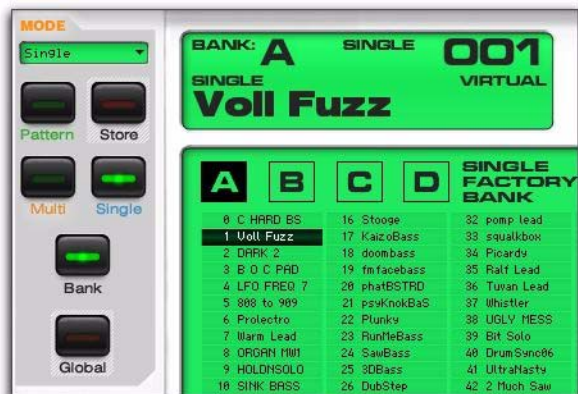 MODE
Single
Pattern Store
Multi Single
Bank
Global
BANK: A SINGLE 001
SINGLE VIRTUAL
Voll Fuzz
A B C D SINGLE FACTORY BANK
0 C HARD BS 16 Stooge 32 pomp lead
1 Voll Fuzz 17 KaizoBass 33 squalkbox
2 DARK 2 18 doombass 34 Picardy
3 B O C PAD 19 fmfacebass 35 Ralf Lead
4 LFO FREQ 7 20 phatBSTRD 36 Tuvan Lead
5 808 to 909 21 psyKnokBaS 37 Whistler
6 Prolectro 22 Plunky 38 UGLY MESS
7 Warm Lead 23 RunMeBass 39 Bit Solo
8 ORGAN MW1 24 SawBass 40 DrumSync06
9 HOLDNSOLO 25 3DBass 41 UltraNasty
10 SINK BASS 26 DubStep 42 2 Much Saw